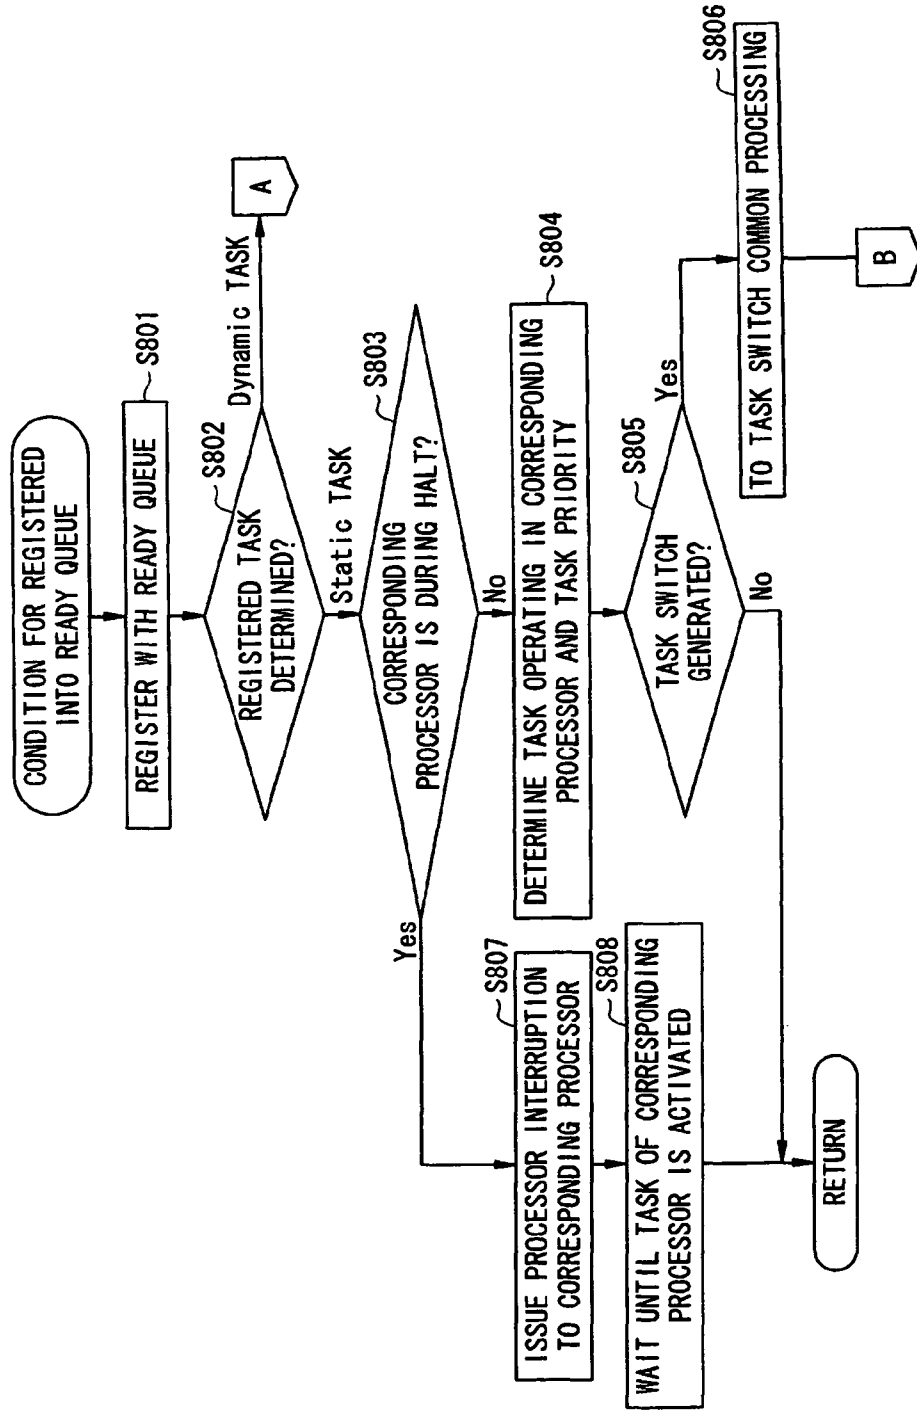 CONDITION FOR REGISTERED
INTO READY QUEUE
S801
REGISTER WITH READY QUEUE
S802
REGISTERED TASK
DETERMINED?
Dynamic TASK
A
Static TASK
S803
CORRESPONDING
PROCESSOR IS DURING HALT?
Yes
No
S804
DETERMINE TASK OPERATING IN CORRESPONDING
PROCESSOR AND TASK PRIORITY
S805
TASK SWITCH
GENERATED?
Yes
No
S806
TO TASK SWITCH COMMON PROCESSING
B
S807
ISSUE PROCESSOR INTERRUPTION
TO CORRESPONDING PROCESSOR
S808
WAIT UNTIL TASK OF CORRESPONDING
PROCESSOR IS ACTIVATED
RETURN